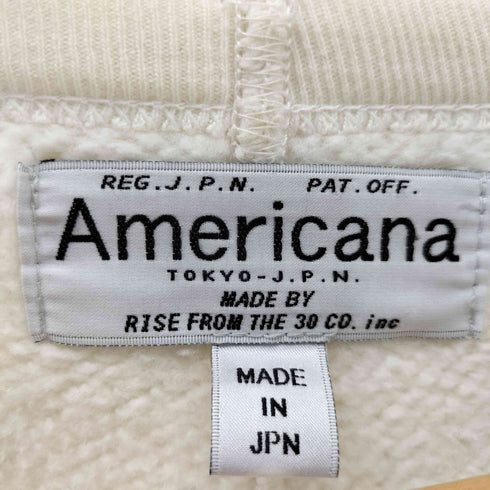 REG.J.P.N. PAT.OFF.
Americana
TOKYO-J.P.N.
MADE BY
RISE FROM THE 30 CO. inc
MADE
IN
JPN